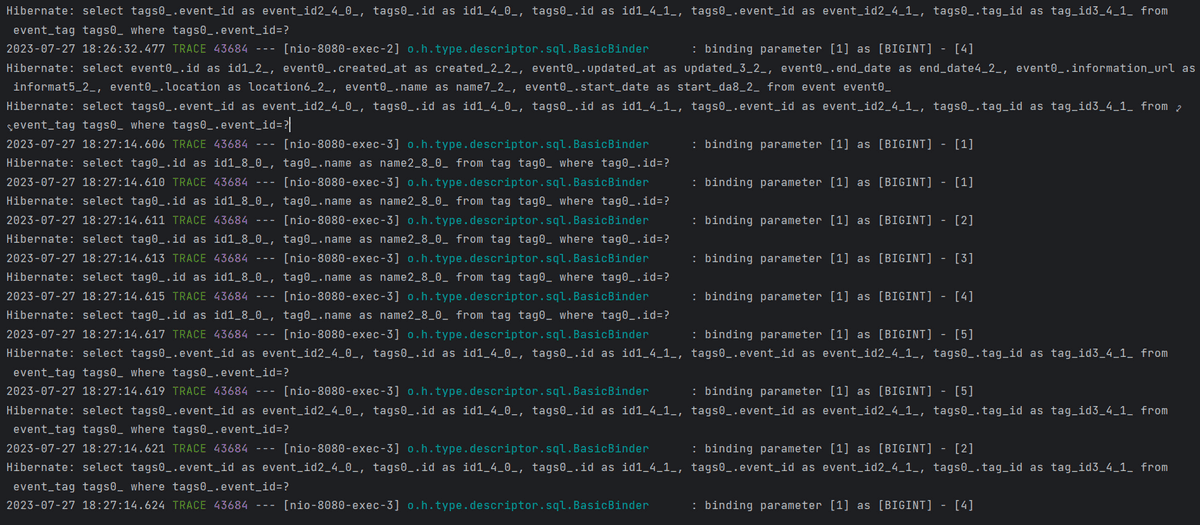 Hibernate: select tags0_.event_id as event_id2_4_0_, tags0_.id as id1_4_0_, tags0_.id as id1_4_1_, tags0_.event_id as event_id2_4_1_, tags0_.tag_id as tag_id3_4_1_ from
event_tag tags0_ where tags0_.event_id=?
2023-07-27 18:26:32.477 TRACE 43684 --- [nio-8080-exec-2] o.h.type.descriptor.sql.BasicBinder : binding parameter [1] as [BIGINT] - [4]
Hibernate: select event0_.id as id1_2_, event0_.created_at as created_2_2_, event0_.updated_at as updated_3_2_, event0_.end_date as end_date4_2_, event0_.information_url as
informat5_2_, event0_.location as location6_2_, event0_.name as name7_2_, event0_.start_date as start_da8_2_ from event event0_
Hibernate: select tags0_.event_id as event_id2_4_0_, tags0_.id as id1_4_0_, tags0_.id as id1_4_1_, tags0_.event_id as event_id2_4_1_, tags0_.tag_id as tag_id3_4_1_ from
event_tag tags0_ where tags0_.event_id=?
2023-07-27 18:27:14.606 TRACE 43684 --- [nio-8080-exec-3] o.h.type.descriptor.sql.BasicBinder : binding parameter [1] as [BIGINT] - [1]
Hibernate: select tag0_.id as id1_8_0_, tag0_.name as name2_8_0_ from tag tag0_ where tag0_.id=?
2023-07-27 18:27:14.610 TRACE 43684 --- [nio-8080-exec-3] o.h.type.descriptor.sql.BasicBinder : binding parameter [1] as [BIGINT] - [1]
Hibernate: select tag0_.id as id1_8_0_, tag0_.name as name2_8_0_ from tag tag0_ where tag0_.id=?
2023-07-27 18:27:14.611 TRACE 43684 --- [nio-8080-exec-3] o.h.type.descriptor.sql.BasicBinder : binding parameter [1] as [BIGINT] - [2]
Hibernate: select tag0_.id as id1_8_0_, tag0_.name as name2_8_0_ from tag tag0_ where tag0_.id=?
2023-07-27 18:27:14.613 TRACE 43684 --- [nio-8080-exec-3] o.h.type.descriptor.sql.BasicBinder : binding parameter [1] as [BIGINT] - [3]
Hibernate: select tag0_.id as id1_8_0_, tag0_.name as name2_8_0_ from tag tag0_ where tag0_.id=?
2023-07-27 18:27:14.615 TRACE 43684 --- [nio-8080-exec-3] o.h.type.descriptor.sql.BasicBinder : binding parameter [1] as [BIGINT] - [4]
Hibernate: select tag0_.id as id1_8_0_, tag0_.name as name2_8_0_ from tag tag0_ where tag0_.id=?
2023-07-27 18:27:14.617 TRACE 43684 --- [nio-8080-exec-3] o.h.type.descriptor.sql.BasicBinder : binding parameter [1] as [BIGINT] - [5]
Hibernate: select tags0_.event_id as event_id2_4_0_, tags0_.id as id1_4_0_, tags0_.id as id1_4_1_, tags0_.event_id as event_id2_4_1_, tags0_.tag_id as tag_id3_4_1_ from
event_tag tags0_ where tags0_.event_id=?
2023-07-27 18:27:14.619 TRACE 43684 --- [nio-8080-exec-3] o.h.type.descriptor.sql.BasicBinder : binding parameter [1] as [BIGINT] - [5]
Hibernate: select tags0_.event_id as event_id2_4_0_, tags0_.id as id1_4_0_, tags0_.id as id1_4_1_, tags0_.event_id as event_id2_4_1_, tags0_.tag_id as tag_id3_4_1_ from
event_tag tags0_ where tags0_.event_id=?
2023-07-27 18:27:14.621 TRACE 43684 --- [nio-8080-exec-3] o.h.type.descriptor.sql.BasicBinder : binding parameter [1] as [BIGINT] - [2]
Hibernate: select tags0_.event_id as event_id2_4_0_, tags0_.id as id1_4_0_, tags0_.id as id1_4_1_, tags0_.event_id as event_id2_4_1_, tags0_.tag_id as tag_id3_4_1_ from
event_tag tags0_ where tags0_.event_id=?
2023-07-27 18:27:14.624 TRACE 43684 --- [nio-8080-exec-3] o.h.type.descriptor.sql.BasicBinder : binding parameter [1] as [BIGINT] - [4]